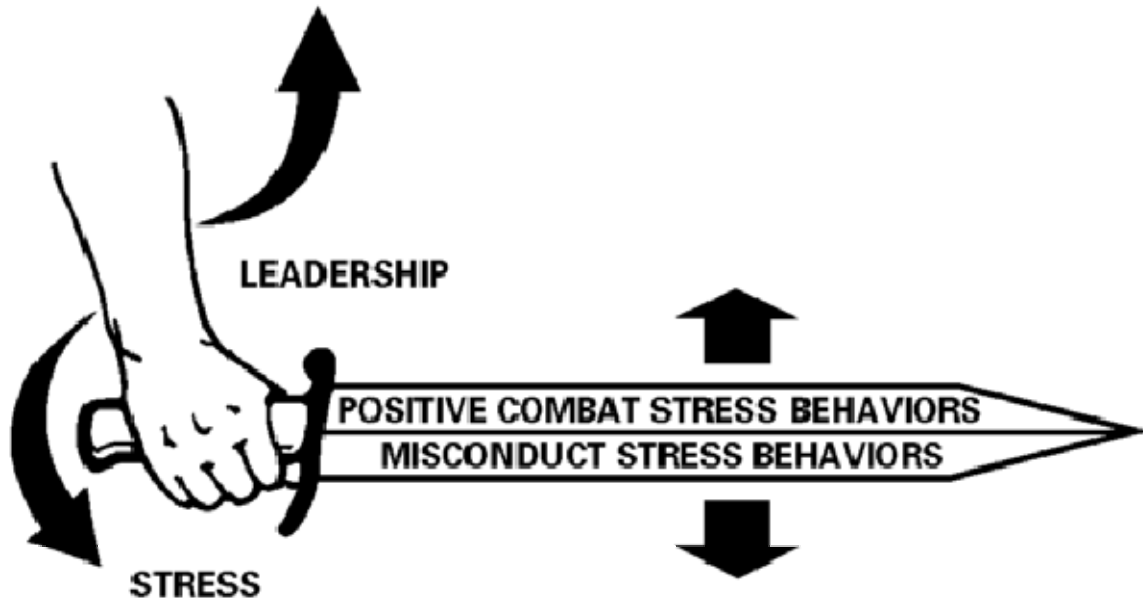 LEADERSHIP
POSITIVE COMBAT STRESS BEHAVIORS
MISCONDUCT STRESS BEHAVIORS
STRESS